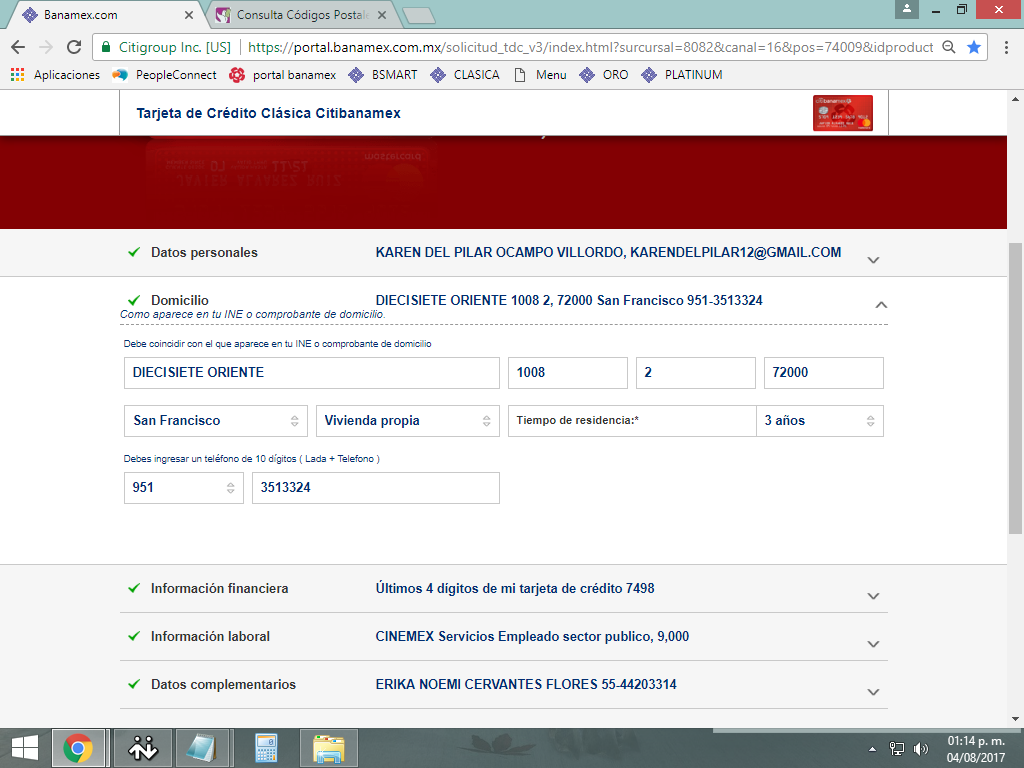 Banamex.com
Consulta Códigos Postale
Citigroup Inc. [US] https://portal.banamex.com.mx/solicitud_tdc_v3/index.html?sursursal=8082&canal=16&pos=74009&idproduct
Aplicaciones PeopleConnect portal banamex BSMART CLASICA Menu ORO PLATINUM
Tarjeta de Crédito Clásica Citibanamex
Datos personales KAREN DEL PILAR OCAMPO VILLORDO, KARENDELPILAR12@GMAIL.COM
Domicilio DIECISIETE ORIENTE 1008 2, 72000 San Francisco 951-3513324
Como aparece en tu INE o comprobante de domicilio.
Debe coincidir con el que aparece en tu INE o comprobante de domicilio
DIECISIETE ORIENTE 1008 2 72000
San Francisco Vivienda propia Tiempo de residencia:* 3 años
Debes ingresar un teléfono de 10 dígitos ( Lada + Telefono )
951 3513324
Información financiera Últimos 4 dígitos de mi tarjeta de crédito 7498
Información laboral CINEMEX Servicios Empleado sector publico, 9,000
Datos complementarios ERIKA NOEMI CERVANTES FLORES 55-44203314
01:14 p. m.
04/08/2017